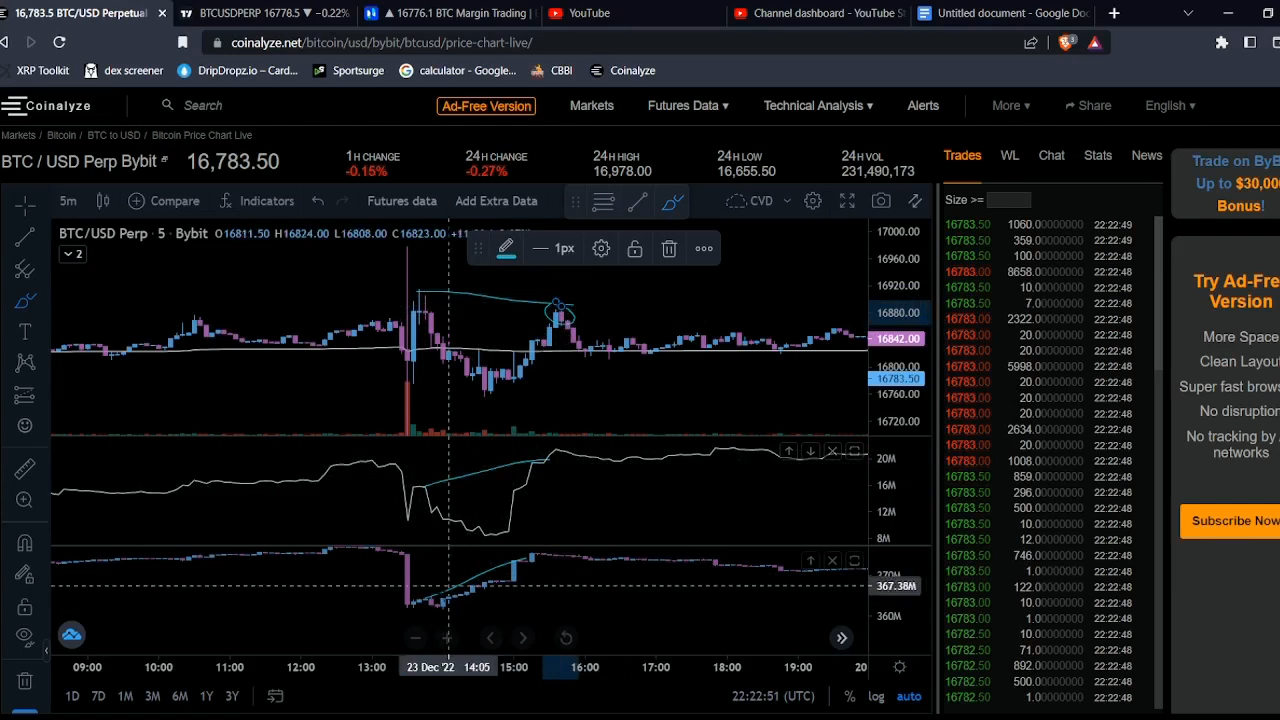 16,783.5 BTC/USD Perpetual
BTCUSDPERP 16778.5 ▼ −0.22%
▲ 16776.1 BTC Margin Trading |
YouTube
Channel dashboard - YouTube St
Untitled document - Google Doc
coinalyze.net/bitcoin/usd/bybit/btcusd/price-chart-live/
XRP Toolkit
dex screener
DripDropz.io – Card...
Sportsurge
calculator - Google...
CBBI
Coinalyze
Coinalyze
Search
Ad-Free Version
Markets
Futures Data ▾
Technical Analysis ▾
Alerts
More ▾
Share
English ▾
Markets / Bitcoin / BTC to USD / Bitcoin Price Chart Live
BTC / USD Perp Bybit
16,783.50
1H CHANGE
-0.15%
24H CHANGE
-0.27%
24H HIGH
16,978.00
24H LOW
16,655.50
24H VOL
231,490,173
Trades
WL
Chat
Stats
News
Size >=
5m
Compare
Indicators
Futures data
Add Extra Data
CVD
BTC/USD Perp · 5 · Bybit
O16811.50 H16824.00 L16808.00 C16823.00
2
1px
17000.00
16960.00
16920.00
16880.00
16842.00
16800.00
16783.50
16760.00
16720.00
20M
16M
12M
8M
370M
367.38M
360M
09:00
10:00
11:00
12:00
13:00
23 Dec '22 14:05
15:00
16:00
17:00
18:00
19:00
20
1D
7D
1M
3M
6M
1Y
3Y
22:22:51 (UTC)
%
log
auto
16783.50 1060.00000000 22:22:49
16783.50 359.00000000 22:22:49
16783.50 100.00000000 22:22:48
16783.00 8658.00000000 22:22:48
16783.50 10.00000000 22:22:48
16783.50 7.00000000 22:22:48
16783.00 2322.00000000 22:22:48
16783.00 20.00000000 22:22:48
16783.00 20.00000000 22:22:48
16783.00 5998.00000000 22:22:48
16783.00 20.00000000 22:22:48
16783.00 20.00000000 22:22:48
16783.00 20.00000000 22:22:48
16783.00 2634.00000000 22:22:48
16783.00 20.00000000 22:22:48
16783.00 1008.00000000 22:22:48
16783.50 859.00000000 22:22:48
16783.50 296.00000000 22:22:48
16783.50 500.00000000 22:22:48
16783.50 10.00000000 22:22:48
16783.50 12.00000000 22:22:48
16783.50 746.00000000 22:22:48
16783.50 1.00000000 22:22:48
16783.00 122.00000000 22:22:48
16783.00 10.00000000 22:22:48
16783.00 1.00000000 22:22:48
16782.50 10.00000000 22:22:48
16782.50 71.00000000 22:22:48
16782.50 892.00000000 22:22:48
16782.50 500.00000000 22:22:48
16782.50 1.00000000 22:22:48
Trade on ByB
Up to $30,000
Bonus!
Try Ad-Free
Version
More Space
Clean Layou
Super fast brows
No disruption
No tracking by A
networks
Subscribe Now